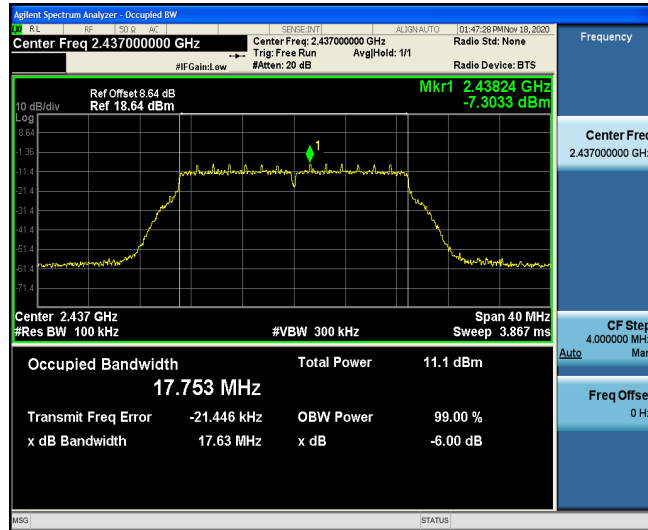 Agilent Spectrum Analyzer - Occupied BW
LXI RL RF 50 Ω AC SENSE:INT ALIGN AUTO 01:47:28 PM Nov 18, 2020
Center Freq 2.437000000 GHz
Center Freq: 2.437000000 GHz
Radio Std: None
Trig: Free Run Avg|Hold: 1/1
#IFGain:Low
#Atten: 20 dB
Radio Device: BTS
Frequency
Ref Offset 8.64 dB
Mkr1 2.43824 GHz
10 dB/div Ref 18.64 dBm
-7.3033 dBm
Log
8.64
-1.36
1
-11.4
-21.4
-31.4
-41.4
-51.4
-61.4
-71.4
Center 2.437 GHz
Span 40 MHz
#Res BW 100 kHz
#VBW 300 kHz
Sweep 3.867 ms
Center Freq
2.437000000 GHz
CF Step
4.000000 MHz
Auto Man
Freq Offset
0 Hz
Occupied Bandwidth
Total Power 11.1 dBm
17.753 MHz
Transmit Freq Error -21.446 kHz OBW Power 99.00 %
x dB Bandwidth 17.63 MHz x dB -6.00 dB
MSG
STATUS